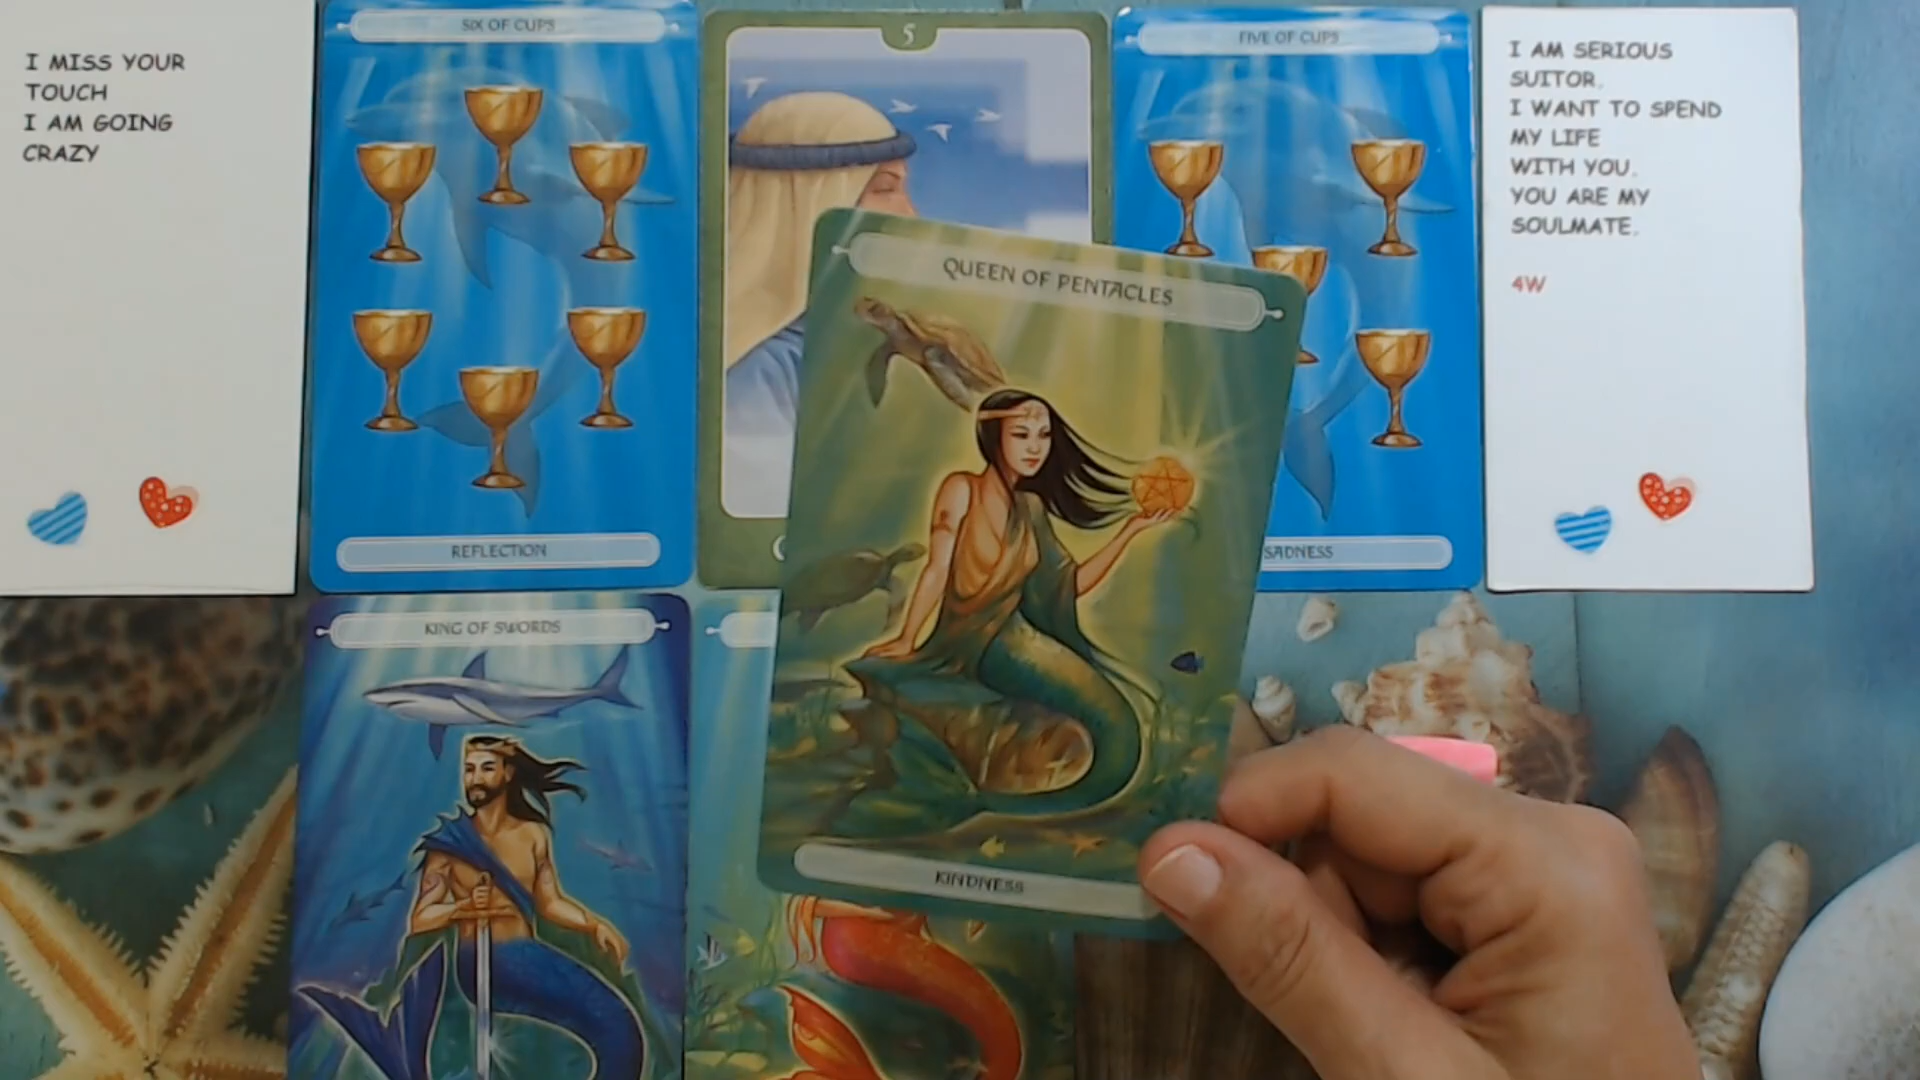 I MISS YOUR
TOUCH
I AM GOING
CRAZY
SIX OF CUPS
REFLECTION
5
FIVE OF CUPS
SADNESS
I AM SERIOUS
SUITOR.
I WANT TO SPEND
MY LIFE
WITH YOU.
YOU ARE MY
SOULMATE.
4W
QUEEN OF PENTACLES
KINDNESS
KING OF SWORDS